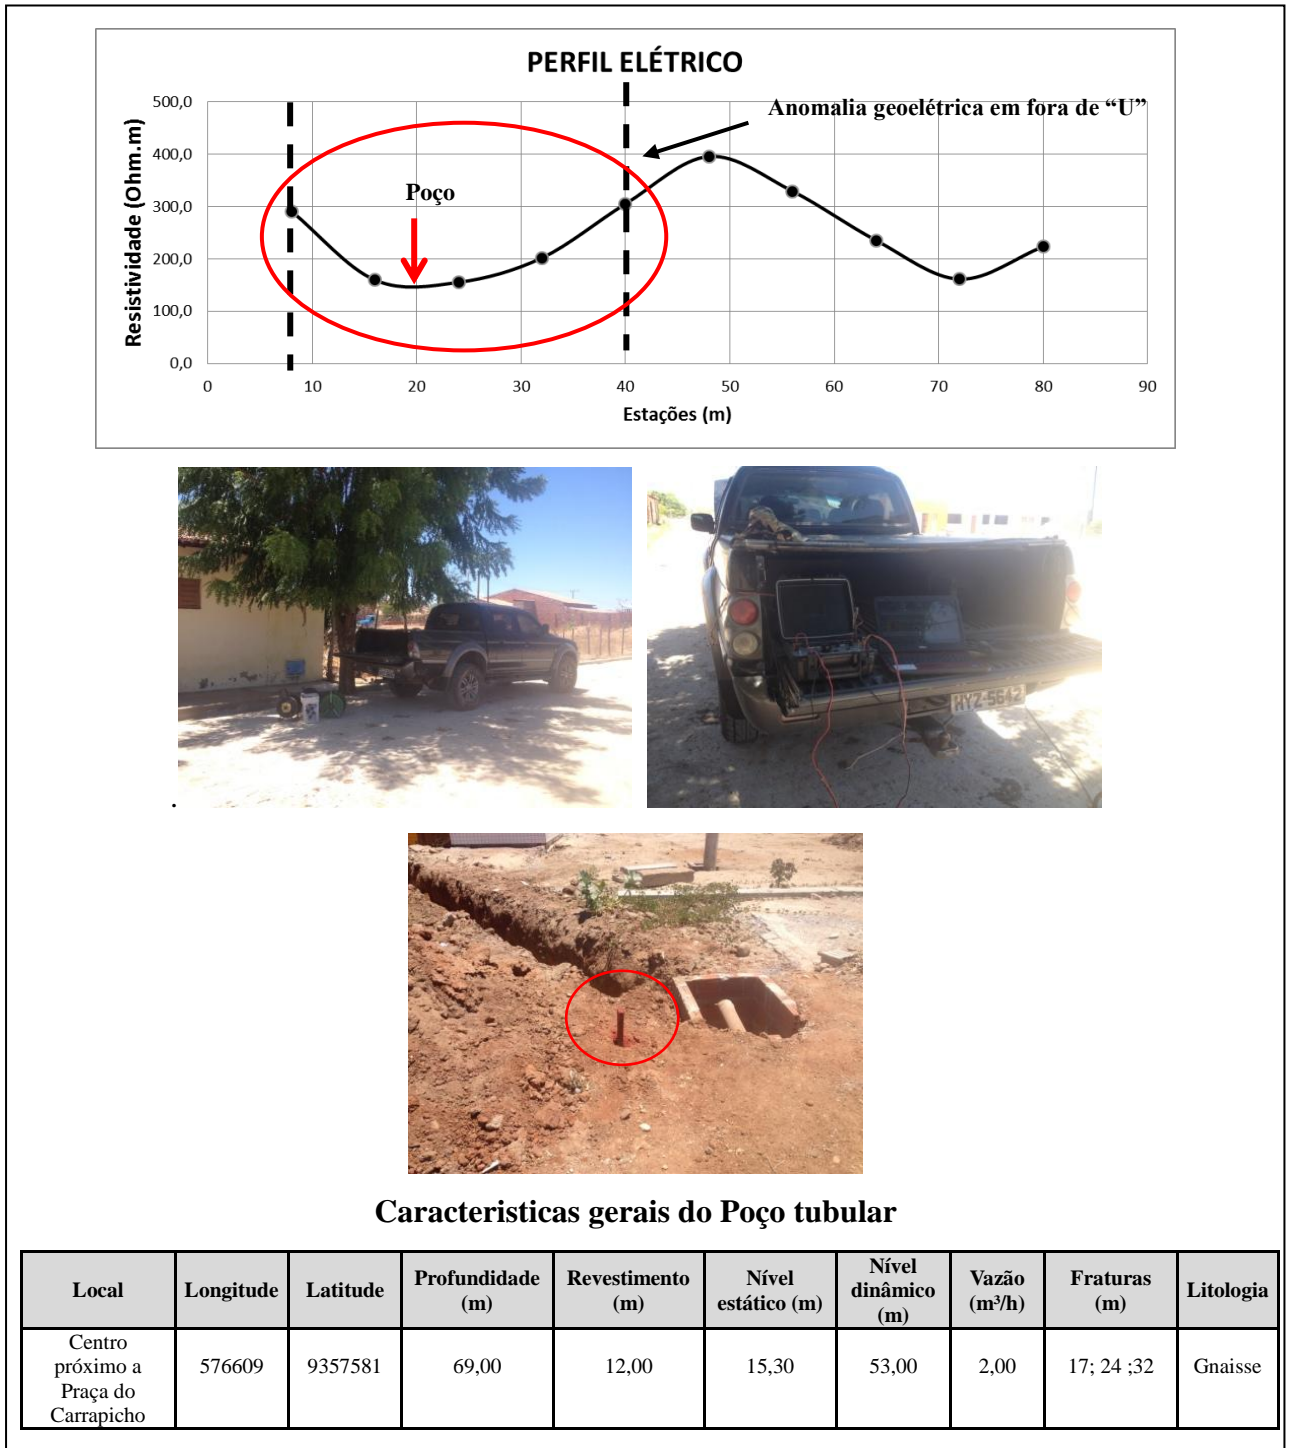 PERFIL ELÉTRICO
Anomalia geoelétrica em fora de “U”
Poço
Resistividade (Ohm.m)
500,0
400,0
300,0
200,0
100,0
0,0
0 10 20 30 40 50 60 70 80 90
Estações (m)
HYZ-5642
.
Caracteristicas gerais do Poço tubular
Local Longitude Latitude Profundidade (m) Revestimento (m) Nível estático (m) Nível dinâmico (m) Vazão (m³/h) Fraturas (m) Litologia
Centro próximo a Praça do Carrapicho 576609 9357581 69,00 12,00 15,30 53,00 2,00 17; 24 ;32 Gnaisse